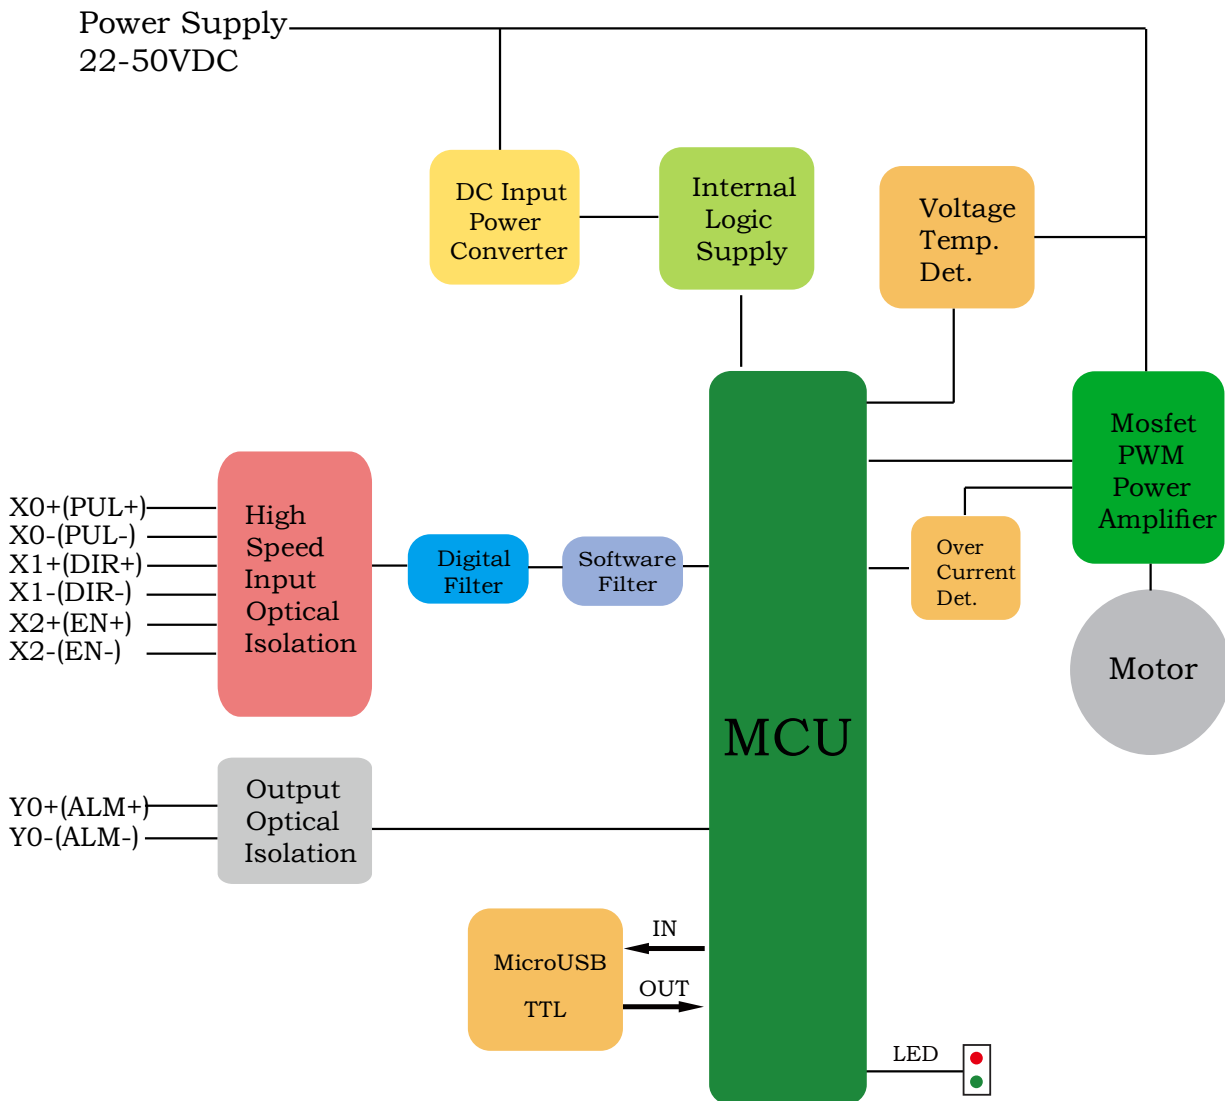 Power Supply
22-50VDC
DC Input
Power
Converter
Internal
Logic
Supply
Voltage
Temp.
Det.
Mosfet
PWM
Power
Amplifier
X0+(PUL+)
X0-(PUL-)
X1+(DIR+)
X1-(DIR-)
X2+(EN+)
X2-(EN-)
High
Speed
Input
Optical
Isolation
Digital
Filter
Software
Filter
Over
Current
Det.
Motor
MCU
Y0+(ALM+)
Y0-(ALM-)
Output
Optical
Isolation
MicroUSB
TTL
IN
OUT
LED